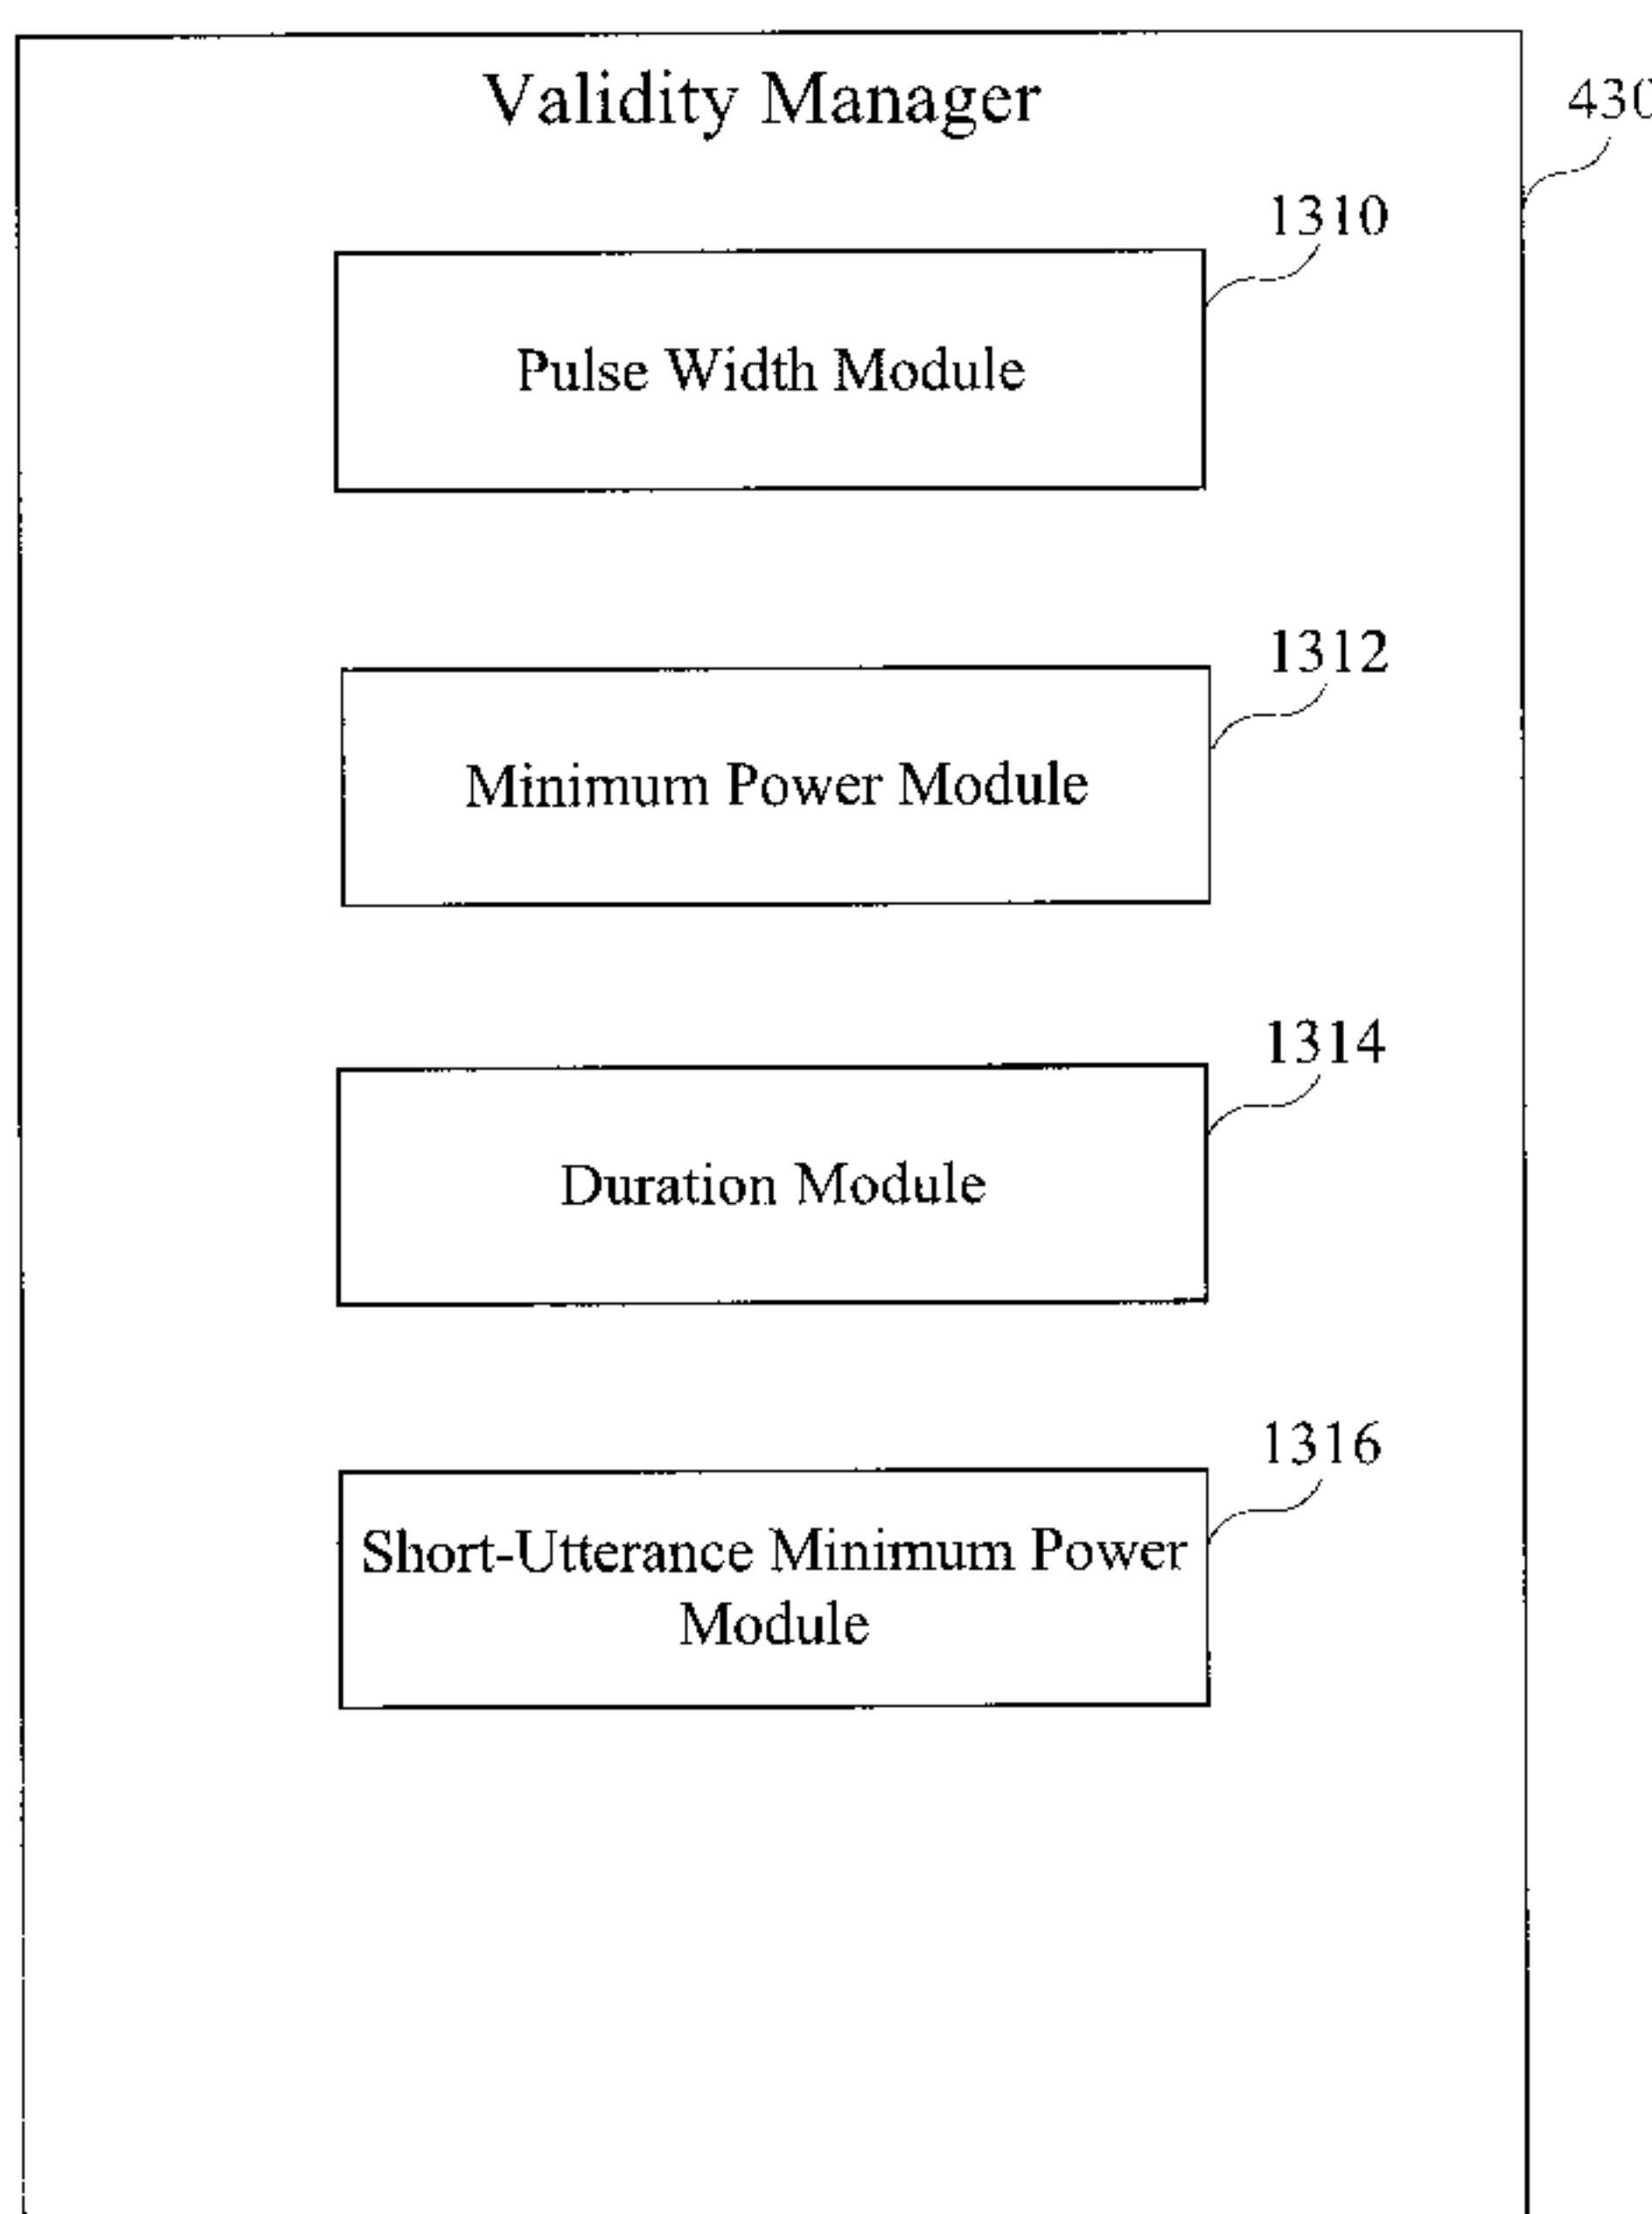 Validity Manager
430
1310
Pulse Width Module
1312
Minimum Power Module
1314
Duration Module
1316
Short-Utterance Minimum Power
Module